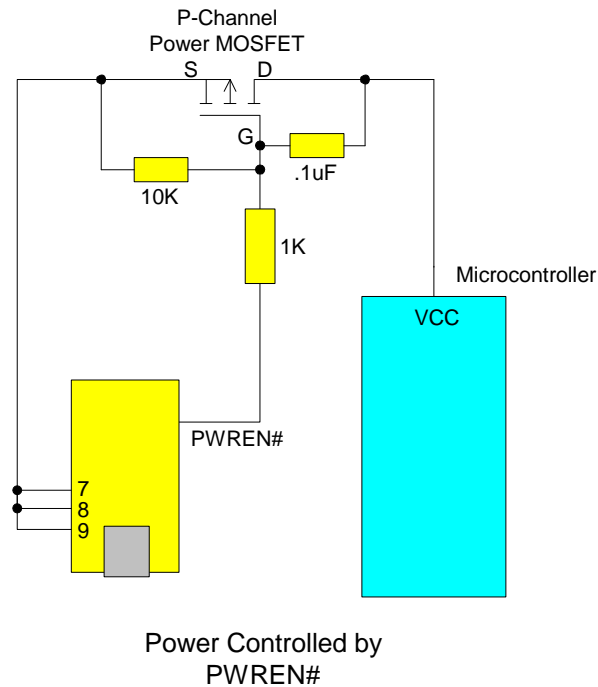 P-Channel
Power MOSFET
S D
G
.1uF
10K
1K
Microcontroller
VCC
PWREN#
7
8
9
Power Controlled by
PWREN#